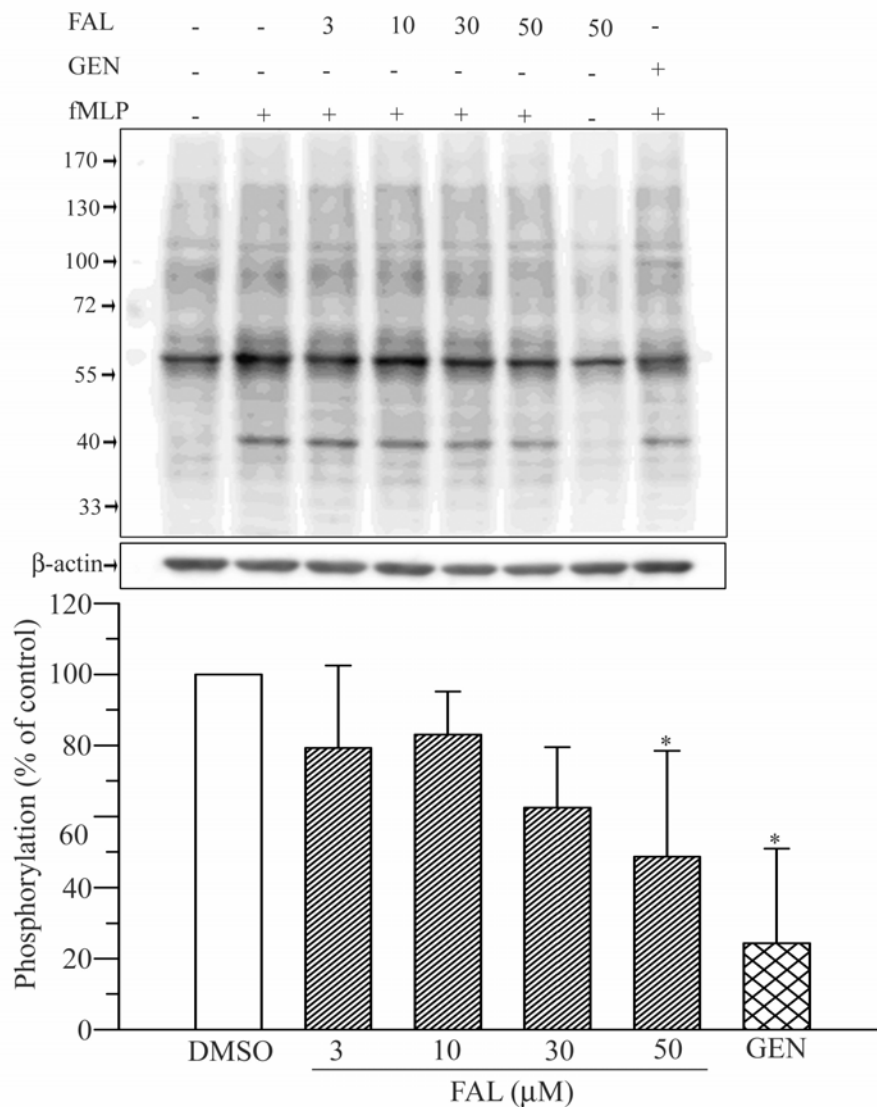 FAL - - 3 10 30 50 50 -
GEN - - - - - - - +
fMLP - + + + + + - +
170
130
100
72
55
40
33
β-actin
120
100
80
60
40
20
0
Phosphorylation (% of control)
* *
DMSO 3 10 30 50 GEN
FAL (μM)